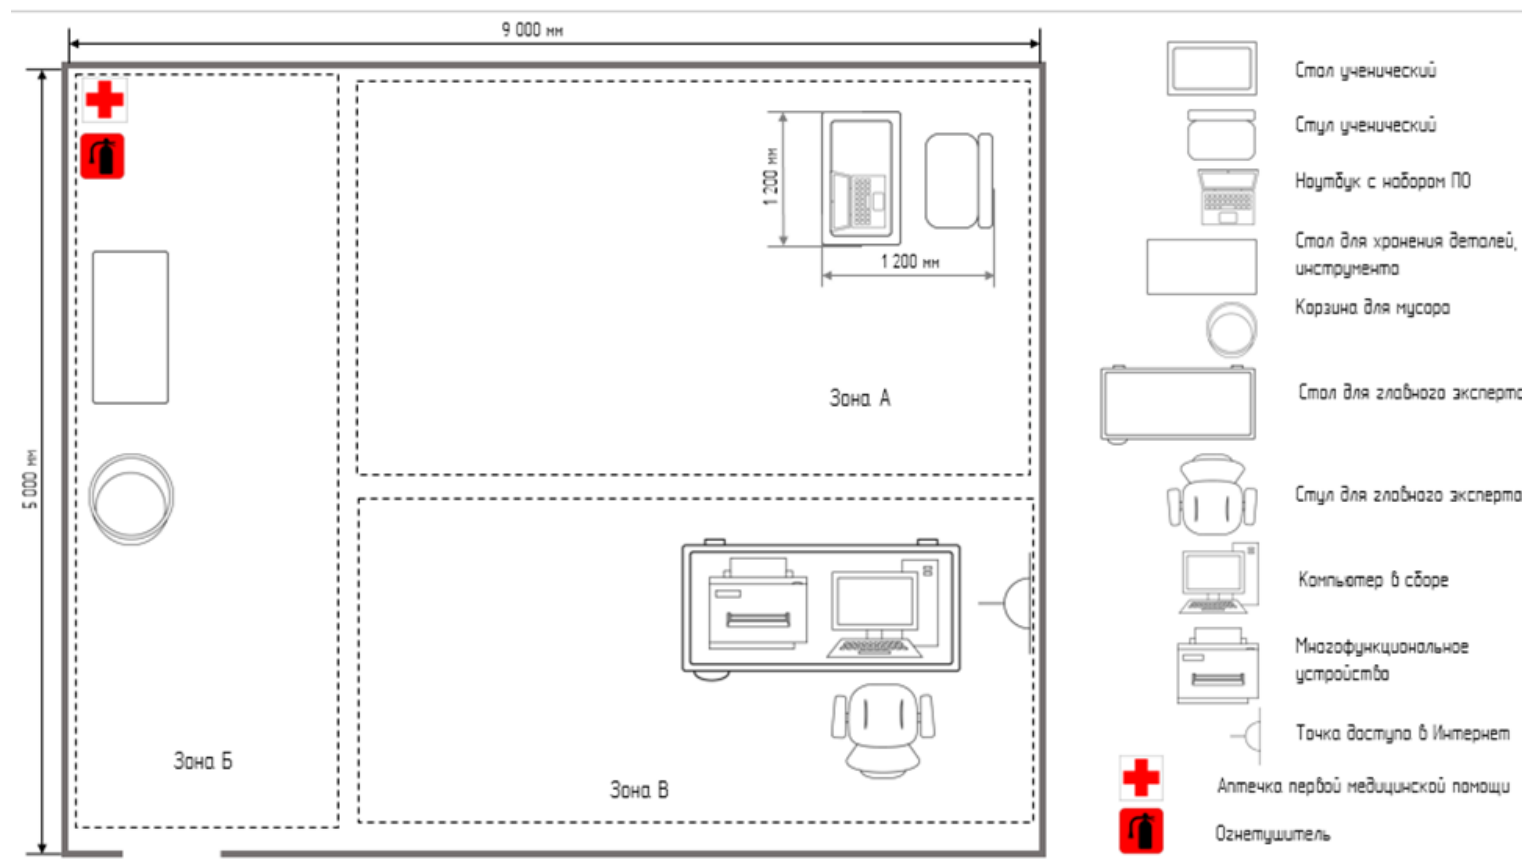 9 000 мм
5 000 мм
1 200 мм
1 200 мм
Зона А
Зона Б
Зона В
Стол ученический
Стул ученический
Ноутбук с набором ПО
Стол для хранения деталей,
инструмента
Корзина для мусора
Стол для главного эксперта
Стул для главного эксперта
Компьютер в сборе
Многофункциональное
устройство
Точка доступа в Интернет
Аптечка первой медицинской помощи
Огнетушитель